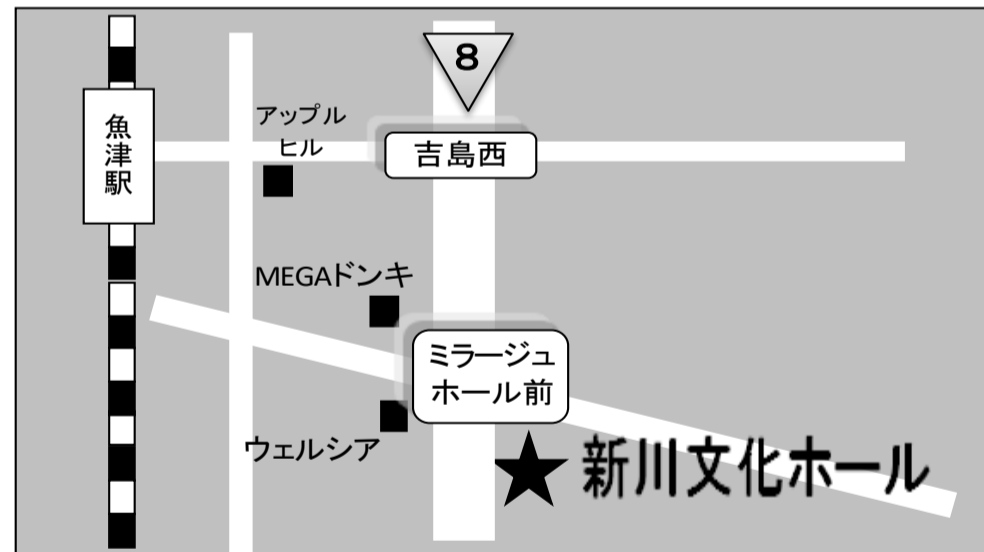 8
魚津駅
アップル
ヒル
吉島西
MEGAドンキ
ミラージュ
ホール前
ウェルシア
新川文化ホール